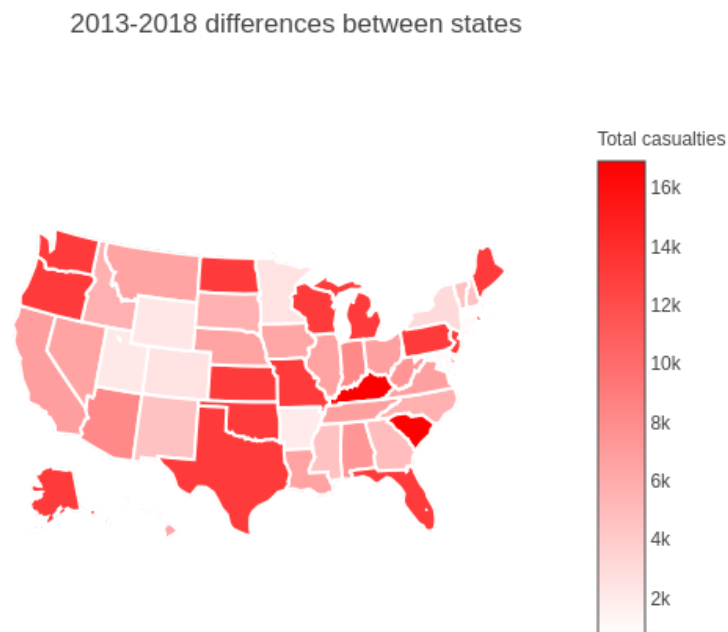 2013-2018 differences between states
Total casualties
16k
14k
12k
10k
8k
6k
4k
2k